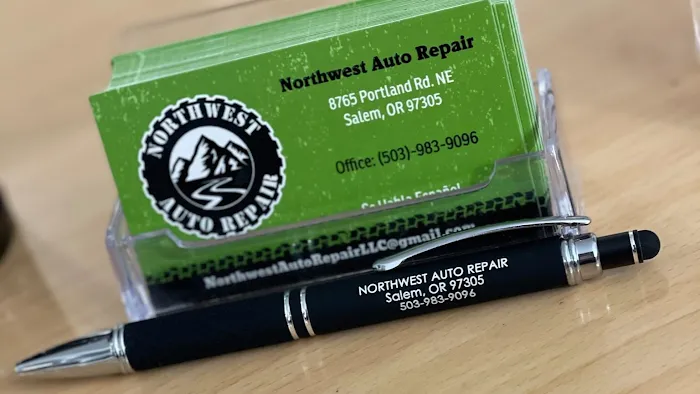 Northwest Auto Repair
8765 Portland Rd. NE
Salem, OR 97305
Office: (503)-983-9096
Se Habla Español
NorthwestAutoRepairLLC@gmail.com
NORTHWEST
AUTO REPAIR
NORTHWEST AUTO REPAIR
Salem, OR 97305
503-983-9096